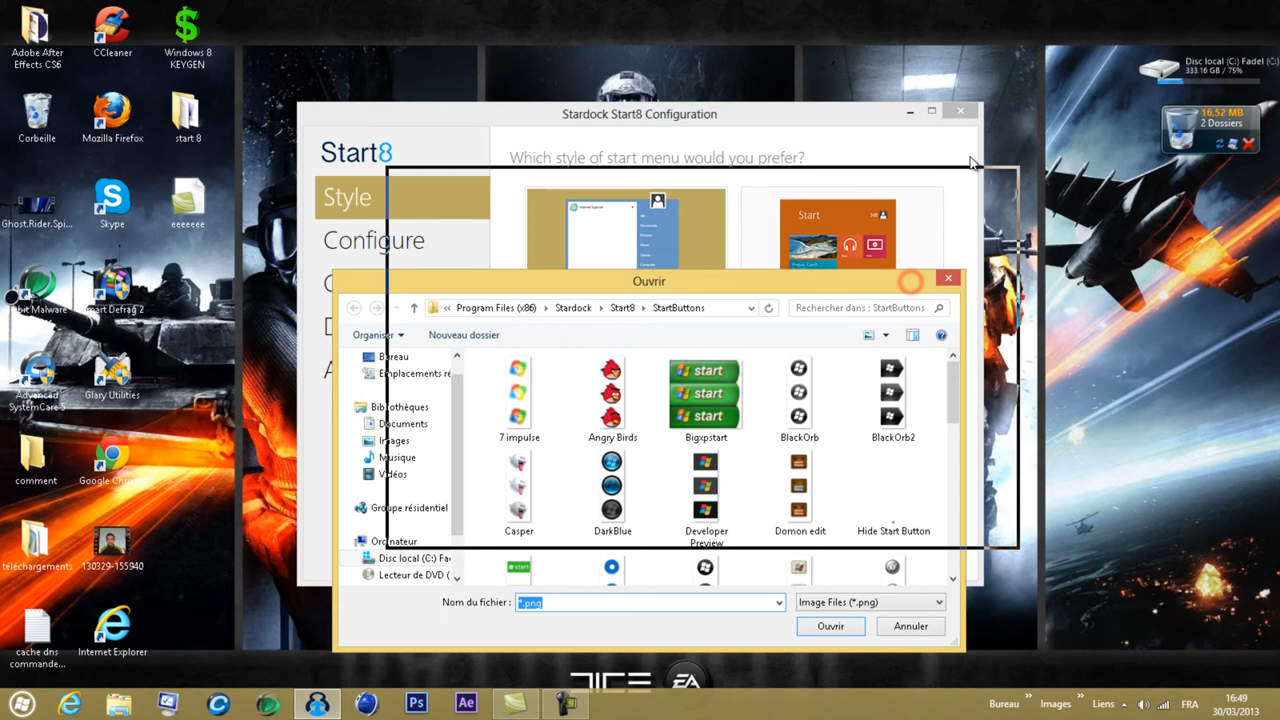 Adobe After
Effects CS6
CCleaner
Windows 8
KEYGEN
Corbeille
Mozilla Firefox
start 8
Ghost.Rider.Spi...
Skype
eeeeeee
Malware
mart Defrag 2
Advanced
SystemCare 5
Glary Utilities
comment
Google Chro
téléchargements
130329-155940
cache dns
commande...
Internet Explorer
Disc local (C:) Fadel (C:)
333.16 GB / 75%
16,52 MB
2 Dossiers
Stardock Start8 Configuration
Start8
Which style of start menu would you prefer?
Style
Configure
Start
Ouvrir
« Program Files (x86)
Stardock
Start8
StartButtons
Rechercher dans : StartButtons
Organiser
Nouveau dossier
Bureau
Emplacements ré
Bibliothèques
Documents
Images
Musique
Vidéos
Groupe résidentiel
Ordinateur
Disc local (C:) Fa
Lecteur de DVD (
start
start
start
7 impulse
Angry Birds
Bigxpstart
BlackOrb
BlackOrb2
Casper
DarkBlue
Developer
Preview
Domon edit
Hide Start Button
start
Nom du fichier :
*.png
Image Files (*.png)
Ouvrir
Annuler
DICE
EA
Ps
Ae
Bureau
»
Images
»
Liens
FRA
16:49
30/03/2013